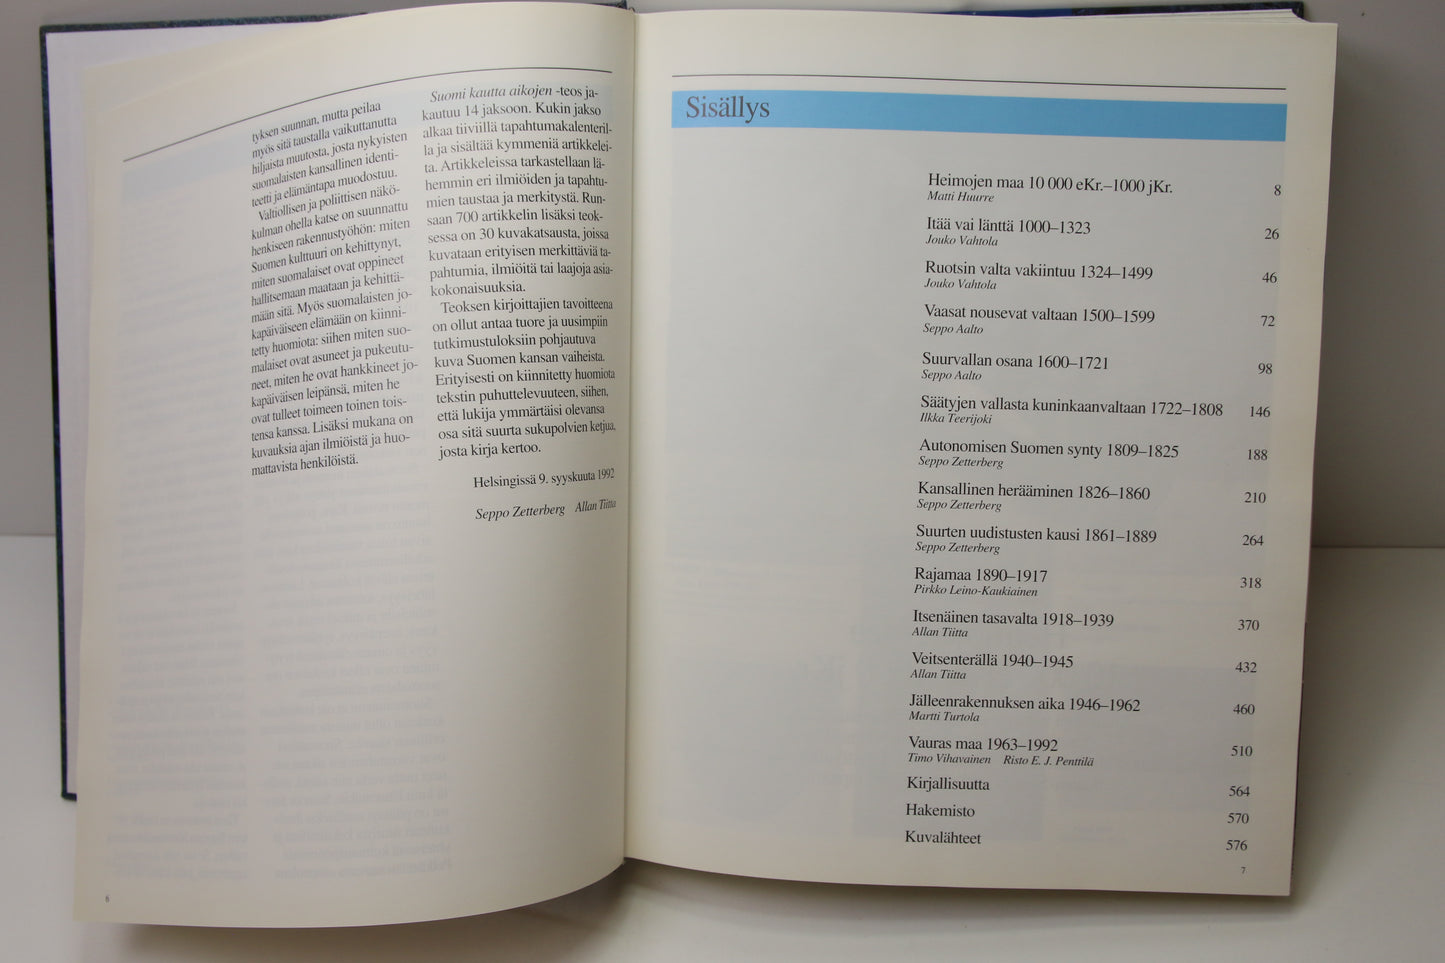 tyksen suunnan, mutta peilaa
myös sitä taustalla vaikuttanutta
hiljaista muutosta, josta nykyisten
suomalaisten kansallinen identi-
teetti ja elämäntapa muodostuu.
Valtiollisen ja poliittisen näkö-
kulman ohella katse on suunnattu
henkiseen rakennustyöhön: miten
Suomen kulttuuri on kehittynyt,
miten suomalaiset ovat oppineet
hallitsemaan maataan ja kehittä-
mään sitä. Myös suomalaisten jo-
kapäiväiseen elämään on kiinni-
tetty huomiota: siihen miten suo-
malaiset ovat asuneet ja pukeutu-
neet, miten he ovat hankkineet jo-
kapäiväisen leipänsä, miten he
ovat tulleet toimeen toinen tois-
tensa kanssa. Lisäksi mukana on
kuvauksia ajan ilmiöistä ja huo-
mattavista henkilöistä.
Suomi kautta aikojen -teos ja-
kautuu 14 jaksoon. Kukin jakso
alkaa tiiviillä tapahtumakalenteril-
la ja sisältää kymmeniä artikkelei-
ta. Artikkeleissa tarkastellaan lä-
hemmin eri ilmiöiden ja tapahtu-
mien taustaa ja merkitystä. Run-
saan 700 artikkelin lisäksi teok-
sessa on 30 kuvakatsausta, joissa
kuvataan erityisen merkittäviä ta-
pahtumia, ilmiöitä tai laajoja asia-
kokonaisuuksia.
Teoksen kirjoittajien tavoitteena
on ollut antaa tuore ja uusimpiin
tutkimustuloksiin pohjautuva
kuva Suomen kansan vaiheista.
Erityisesti on kiinnitetty huomiota
tekstin puhuttelevuuteen, siihen,
että lukija ymmärtäisi olevansa
osa sitä suurta sukupolvien ketjua,
josta kirja kertoo.
Helsingissä 9. syyskuuta 1992
Seppo Zetterberg Allan Tiitta
6
Sisällys
Heimojen maa 10 000 eKr.–1000 jKr. 8
Matti Huurre
Itää vai länttä 1000–1323 26
Jouko Vahtola
Ruotsin valta vakiintuu 1324–1499 46
Jouko Vahtola
Vaasat nousevat valtaan 1500–1599 72
Seppo Aalto
Suurvallan osana 1600–1721 98
Seppo Aalto
Säätyjen vallasta kuninkaanvaltaan 1722–1808 146
Ilkka Teerijoki
Autonomisen Suomen synty 1809–1825 188
Seppo Zetterberg
Kansallinen herääminen 1826–1860 210
Seppo Zetterberg
Suurten uudistusten kausi 1861–1889 264
Seppo Zetterberg
Rajamaa 1890–1917 318
Pirkko Leino-Kaukiainen
Itsenäinen tasavalta 1918–1939 370
Allan Tiitta
Veitsenterällä 1940–1945 432
Allan Tiitta
Jälleenrakennuksen aika 1946–1962 460
Martti Turtola
Vauras maa 1963–1992 510
Timo Vihavainen Risto E. J. Penttilä
Kirjallisuutta 564
Hakemisto 570
Kuvalähteet 576
7